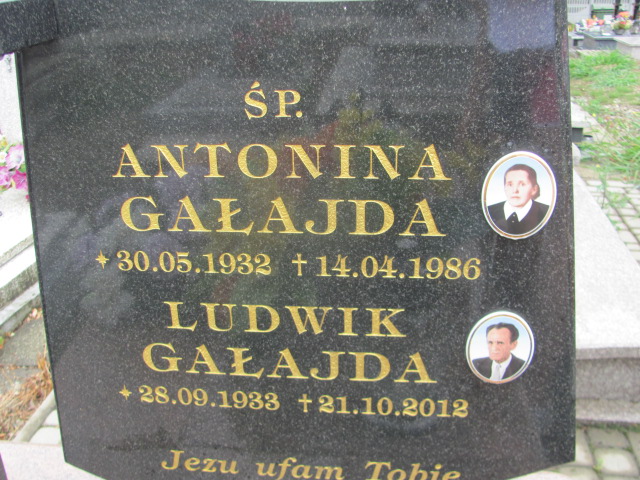 ŚP.
ANTONINA
GAŁAJDA
* 30.05.1932 † 14.04.1986
LUDWIK
GAŁAJDA
* 28.09.1933 † 21.10.2012
Jezu ufam Tobie